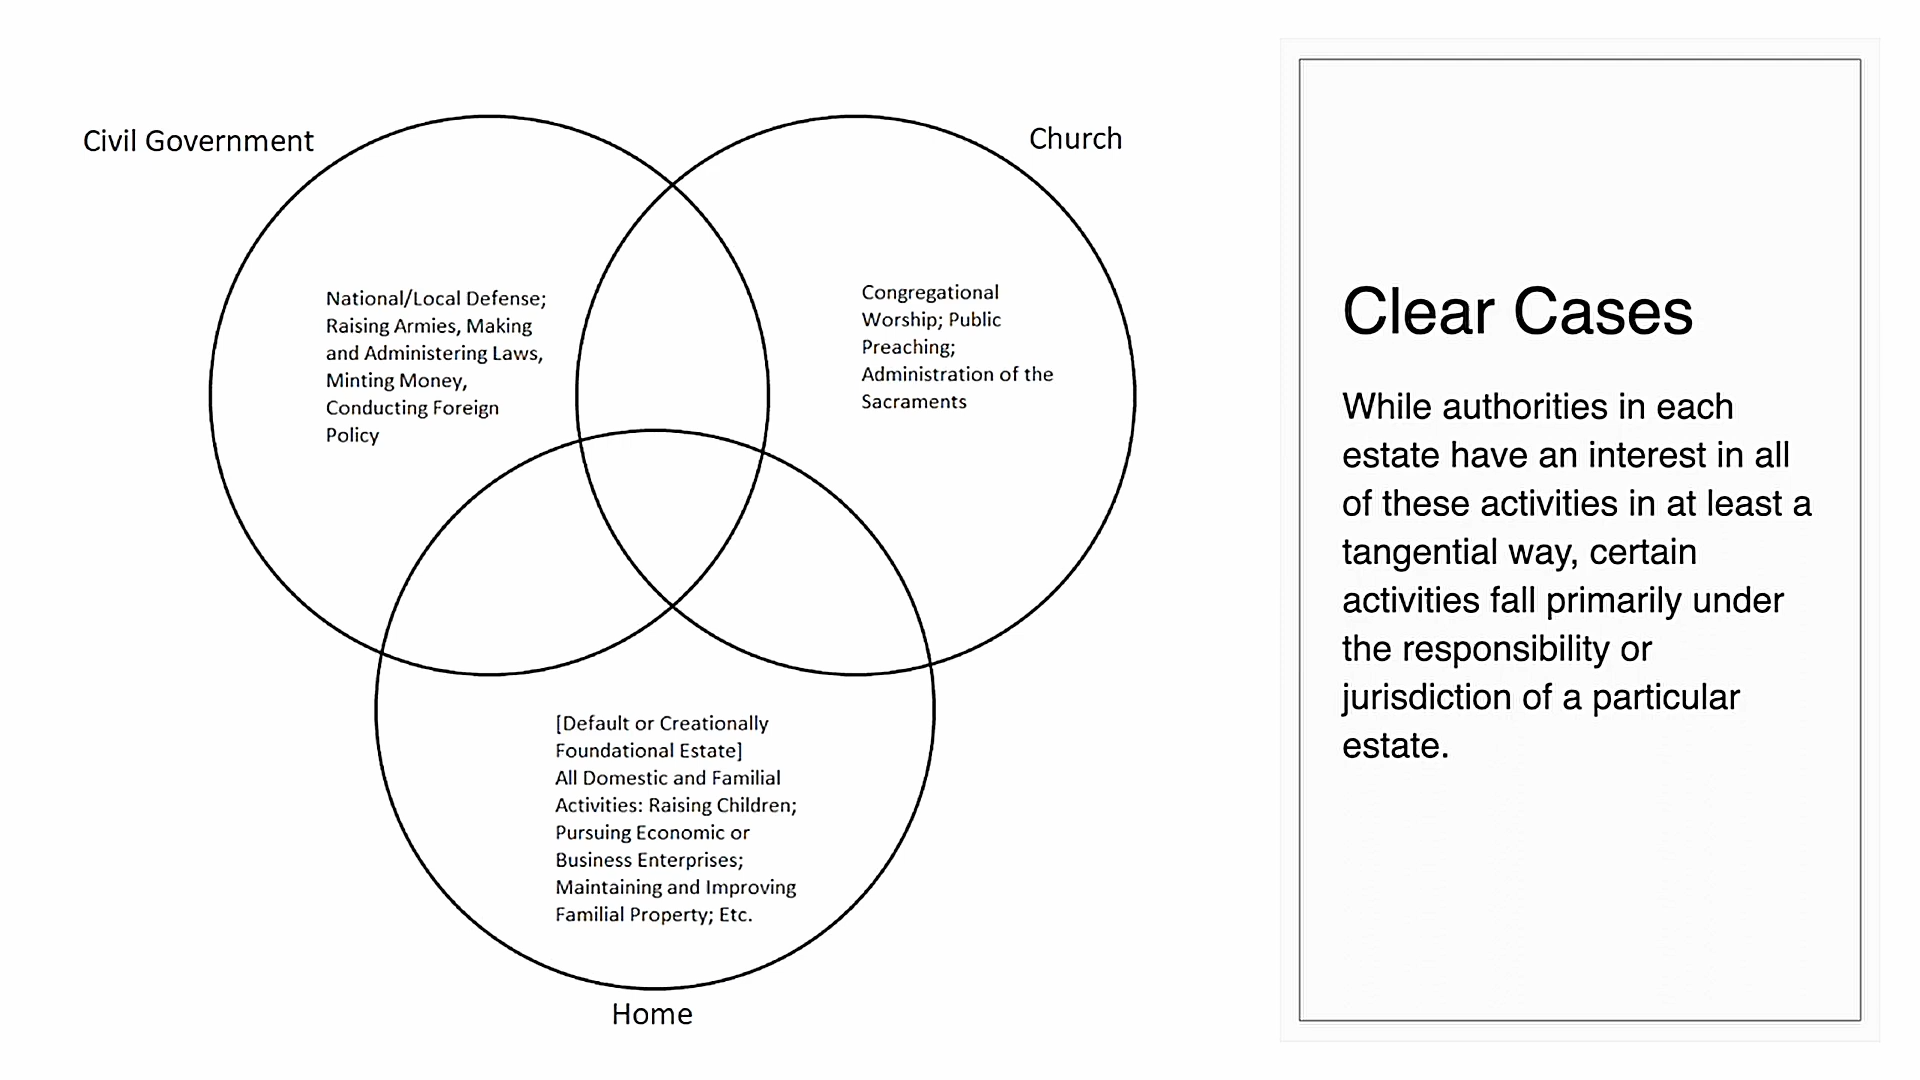 Civil Government
Church
National/Local Defense;
Raising Armies, Making
and Administering Laws,
Minting Money,
Conducting Foreign
Policy
Congregational
Worship; Public
Preaching;
Administration of the
Sacraments
[Default or Creationally
Foundational Estate]
All Domestic and Familial
Activities: Raising Children;
Pursuing Economic or
Business Enterprises;
Maintaining and Improving
Familial Property; Etc.
Home
Clear Cases
While authorities in each
estate have an interest in all
of these activities in at least a
tangential way, certain
activities fall primarily under
the responsibility or
jurisdiction of a particular
estate.